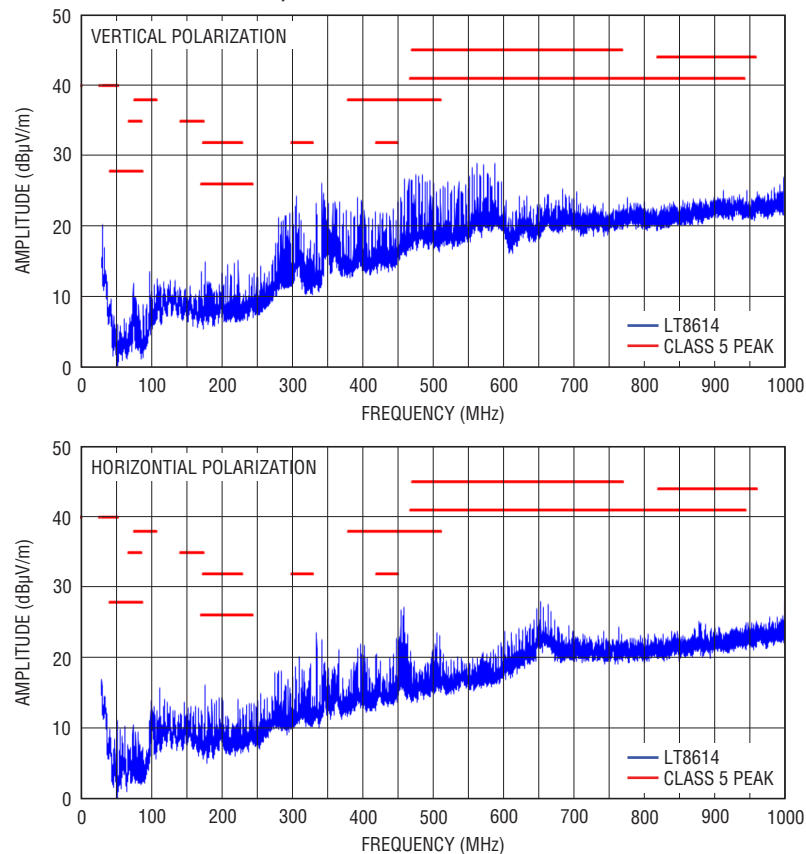 50
VERTICAL POLARIZATION
40
30
20
10
0
AMPLITUDE (dBµV/m)
LT8614
CLASS 5 PEAK
0 100 200 300 400 500 600 700 800 900 1000
FREQUENCY (MHz)
50
HORIZONTIAL POLARIZATION
40
30
20
10
0
AMPLITUDE (dBµV/m)
LT8614
CLASS 5 PEAK
0 100 200 300 400 500 600 700 800 900 1000
FREQUENCY (MHz)